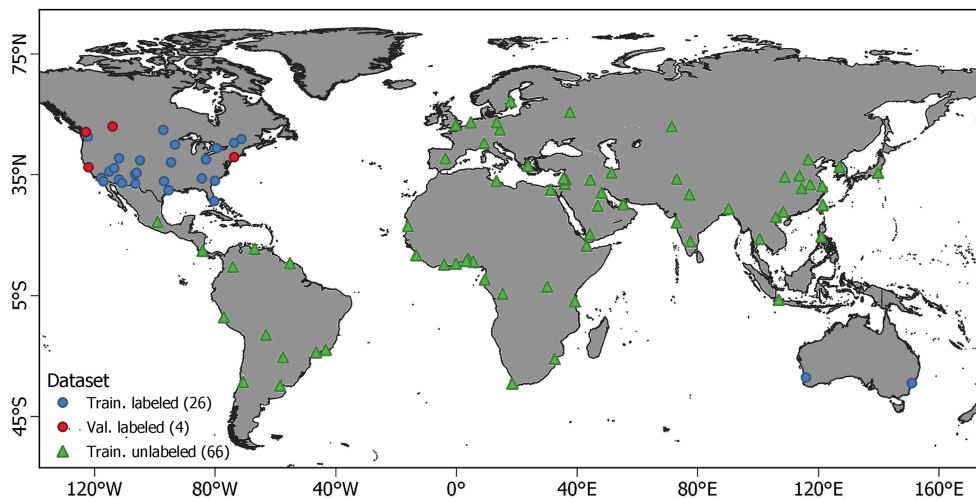 75°N
35°N
5°S
45°S
Dataset
Train. labeled (26)
Val. labeled (4)
Train. unlabeled (66)
120°W
80°W
40°W
0°
40°E
80°E
120°E
160°E